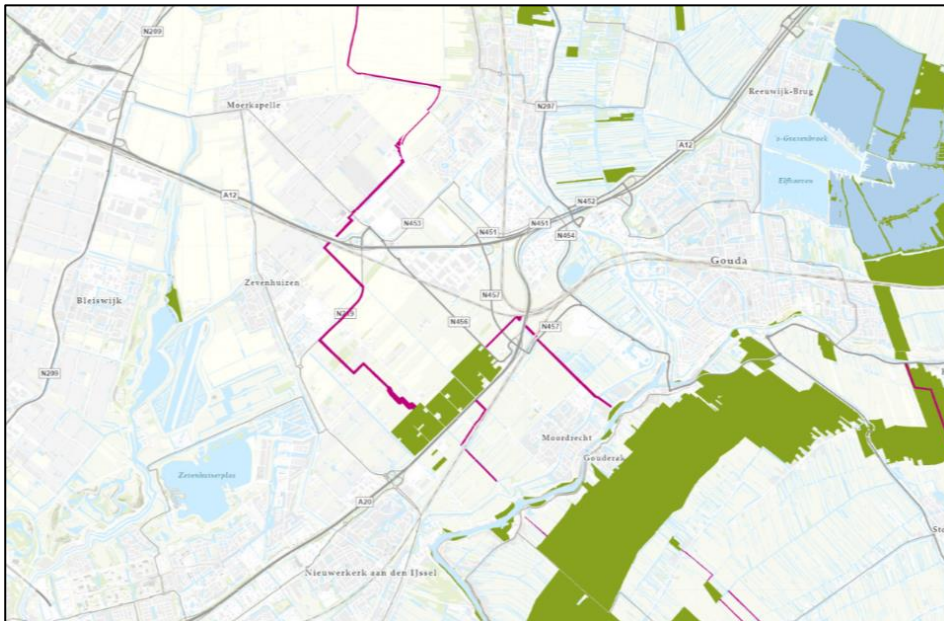 N209
Moerkapelle
N207
Reeuwijk-Brug
's-Gravenbroek
Elfhoeven
A12
A12
N452
N453
N451
N451
N454
Gouda
Bleiswijk
Zevenhuizen
N219
N457
N456
N457
N209
Moordrecht
Gouderak
Zevenhuizerplas
A20
Nieuwerkerk aan den IJssel